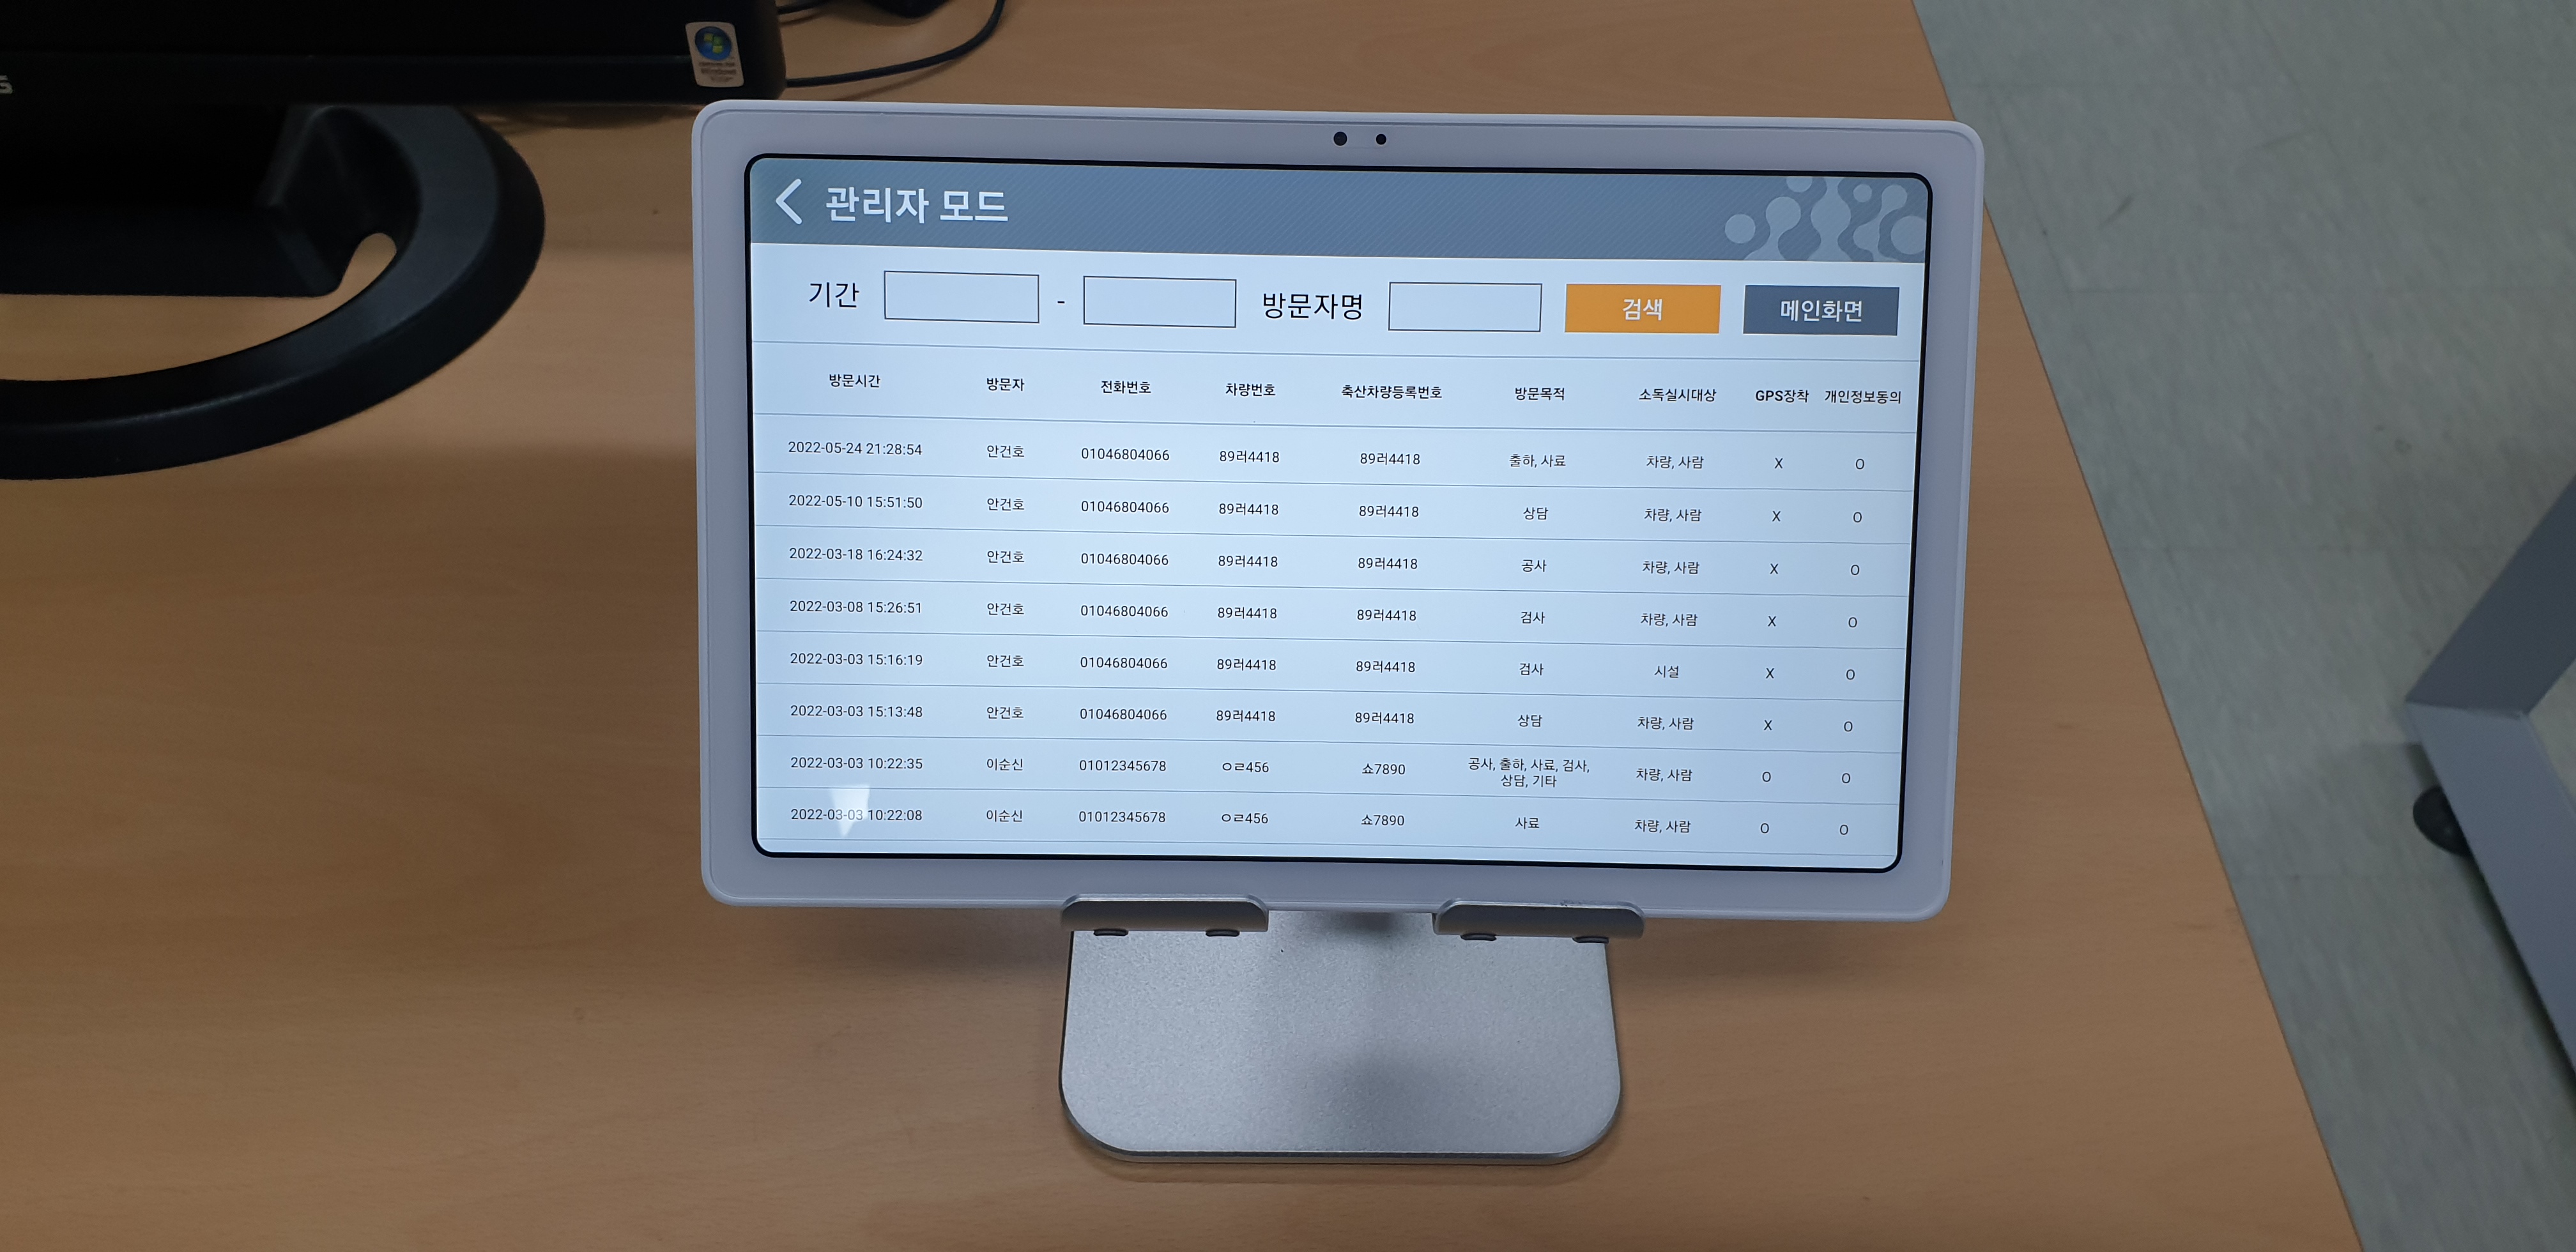 관리자 모드
기간 - 방문자명 검색 메인화면
방문시간 방문자 전화번호 차량번호 축산차량등록번호 방문목적 소독실시대상 GPS장착 개인정보동의
2022-05-24 21:28:54 안건호 01046804066 89러4418 89러4418 출하, 사료 차량, 사람 X O
2022-05-10 15:51:50 안건호 01046804066 89러4418 89러4418 상담 차량, 사람 X O
2022-03-18 16:24:32 안건호 01046804066 89러4418 89러4418 공사 차량, 사람 X O
2022-03-08 15:26:51 안건호 01046804066 89러4418 89러4418 검사 차량, 사람 X O
2022-03-03 15:16:19 안건호 01046804066 89러4418 89러4418 검사 시설 X O
2022-03-03 15:13:48 안건호 01046804066 89러4418 89러4418 상담 차량, 사람 X O
2022-03-03 10:22:35 이순신 01012345678 ㅇㄹ456 쇼7890 공사, 출하, 사료, 검사, 차량, 사람 O O
상담, 기타
2022-03-03 10:22:08 이순신 01012345678 ㅇㄹ456 쇼7890 사료 차량, 사람 O O